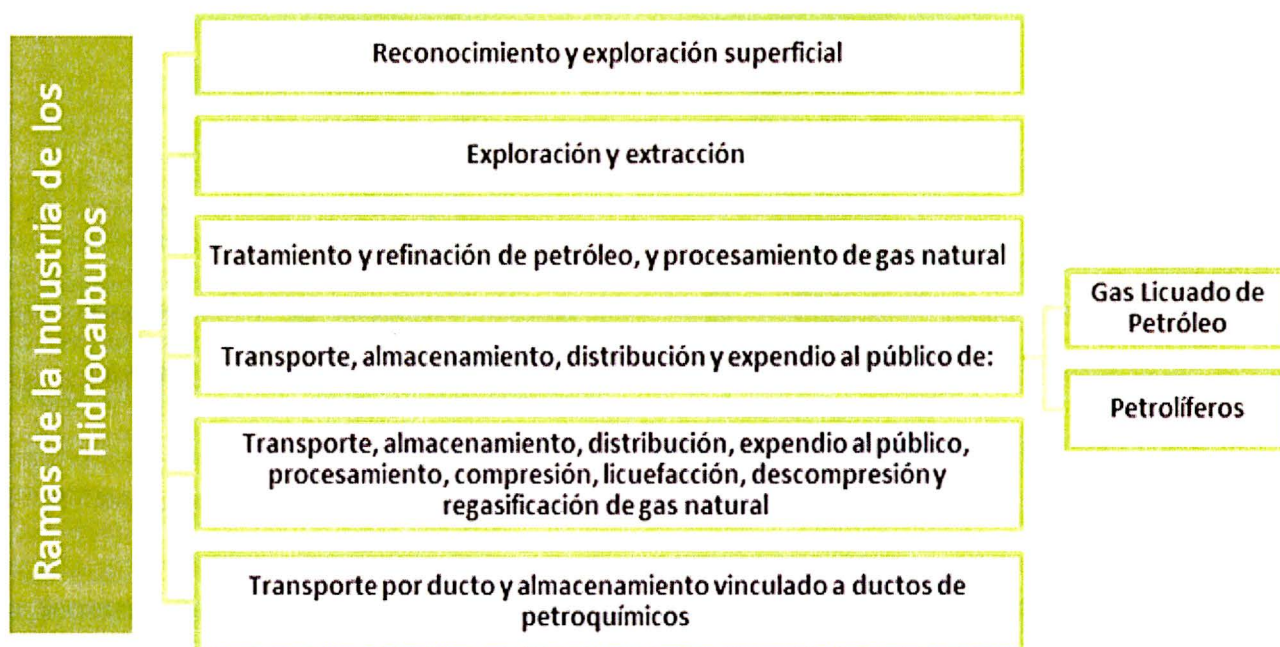 Ramas de la Industria de los
Hidrocarburos
Reconocimiento y exploración superficial
Exploración y extracción
Tratamiento y refinación de petróleo, y procesamiento de gas natural
Transporte, almacenamiento, distribución y expendio al público de:
Gas Licuado de
Petróleo
Petrolíferos
Transporte, almacenamiento, distribución, expendio al público,
procesamiento, compresión, licuefacción, descompresión y
regasificación de gas natural
Transporte por ducto y almacenamiento vinculado a ductos de
petroquímicos